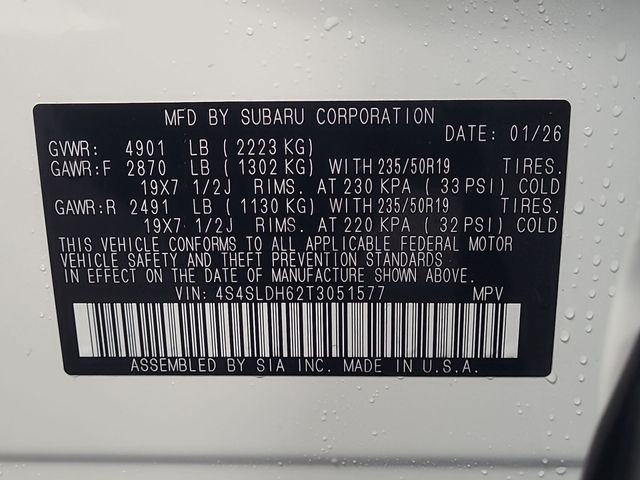 MFD BY SUBARU CORPORATION
DATE: 01/26
GVWR: 4901 LB ( 2223 KG)
GAWR:F 2870 LB ( 1302 KG) WITH 235/50R19 TIRES.
19X7 1/2J RIMS. AT 230 KPA ( 33 PSI) COLD
GAWR:R 2491 LB ( 1130 KG) WITH 235/50R19 TIRES.
19X7 1/2J RIMS. AT 220 KPA ( 32 PSI) COLD
THIS VEHICLE CONFORMS TO ALL APPLICABLE FEDERAL MOTOR
VEHICLE SAFETY AND THEFT PREVENTION STANDARDS
IN EFFECT ON THE DATE OF MANUFACTURE SHOWN ABOVE.
VIN: 4S4SLDH62T3051577 MPV
ASSEMBLED BY SIA INC. MADE IN U.S.A.